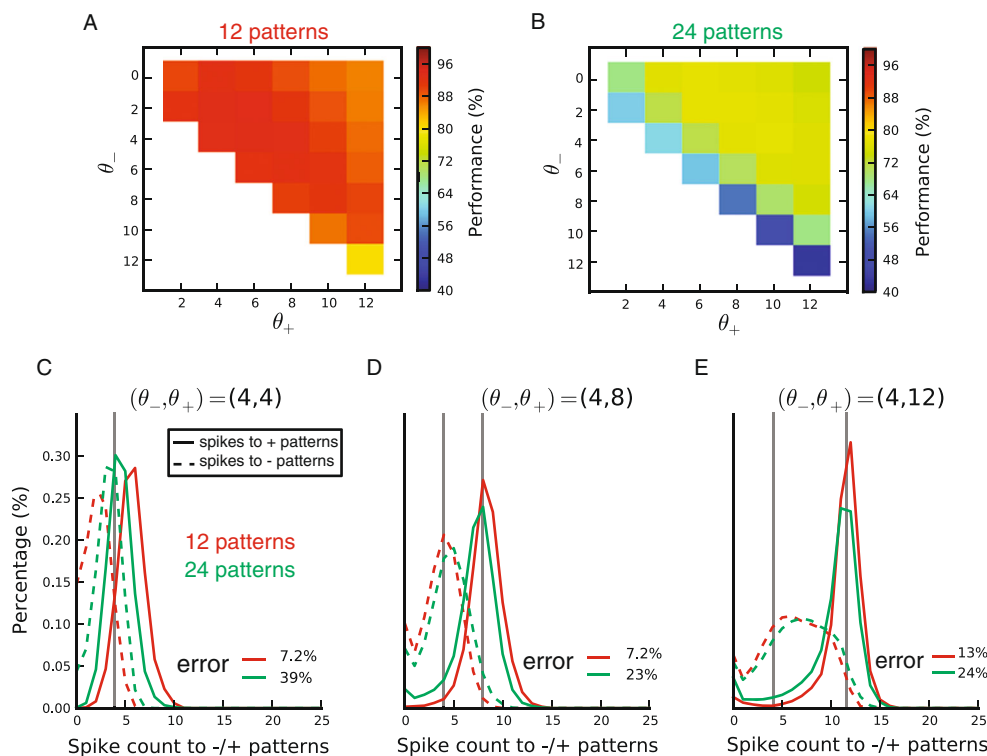 A
12 patterns
0
2
4
6
8
10
12
θ_
2 4 6 8 10 12
θ+
96
88
80
72
64
56
48
40
Performance (%)
B
24 patterns
0
2
4
6
8
10
12
θ_
2 4 6 8 10 12
θ+
96
88
80
72
64
56
48
40
Performance (%)
C
(θ_,θ+)=(4,4)
spikes to + patterns
spikes to - patterns
12 patterns
24 patterns
error
7.2%
39%
Percentage (%)
0.30
0.25
0.20
0.15
0.10
0.05
0.00
0 5 10 15 20 25
Spike count to -/+ patterns
D
(θ_,θ+)=(4,8)
error
7.2%
23%
0 5 10 15 20 25
Spike count to -/+ patterns
E
(θ_,θ+)=(4,12)
error
13%
24%
0 5 10 15 20 25
Spike count to -/+ patterns